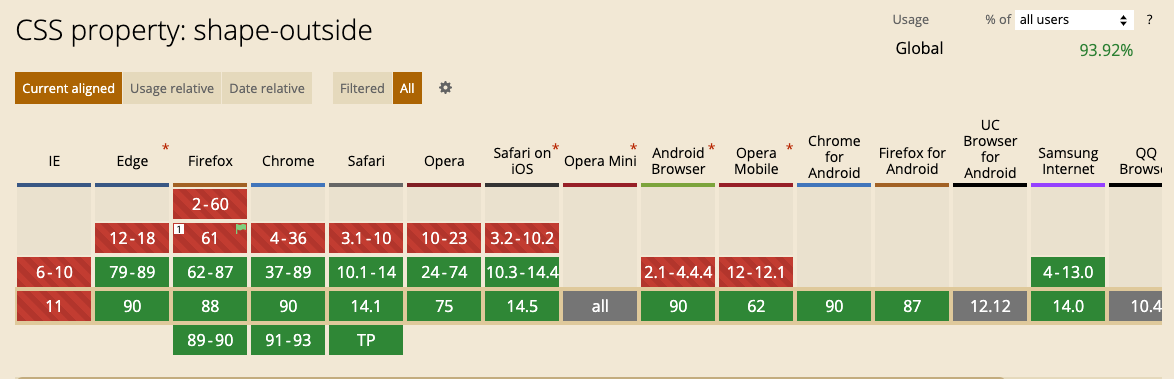 CSS property: shape-outside
Usage % of all users ?
Global 93.92%
Current aligned Usage relative Date relative Filtered All
IE
Edge *
Firefox
Chrome
Safari
Opera
Safari on *
iOS
Opera Mini *
Android *
Browser
Opera *
Mobile
Chrome
for
Android
Firefox for
Android
UC
Browser
for
Android
Samsung
Internet
QQ
Brows
2-60
12-18 1 61 4-36 3.1-10 10-23 3.2-10.2
6-10 79-89 62-87 37-89 10.1-14 24-74 10.3-14.4 2.1-4.4.4 12-12.1 4-13.0
11 90 88 90 14.1 75 14.5 all 90 62 90 87 12.12 14.0 10.4
89-90 91-93 TP